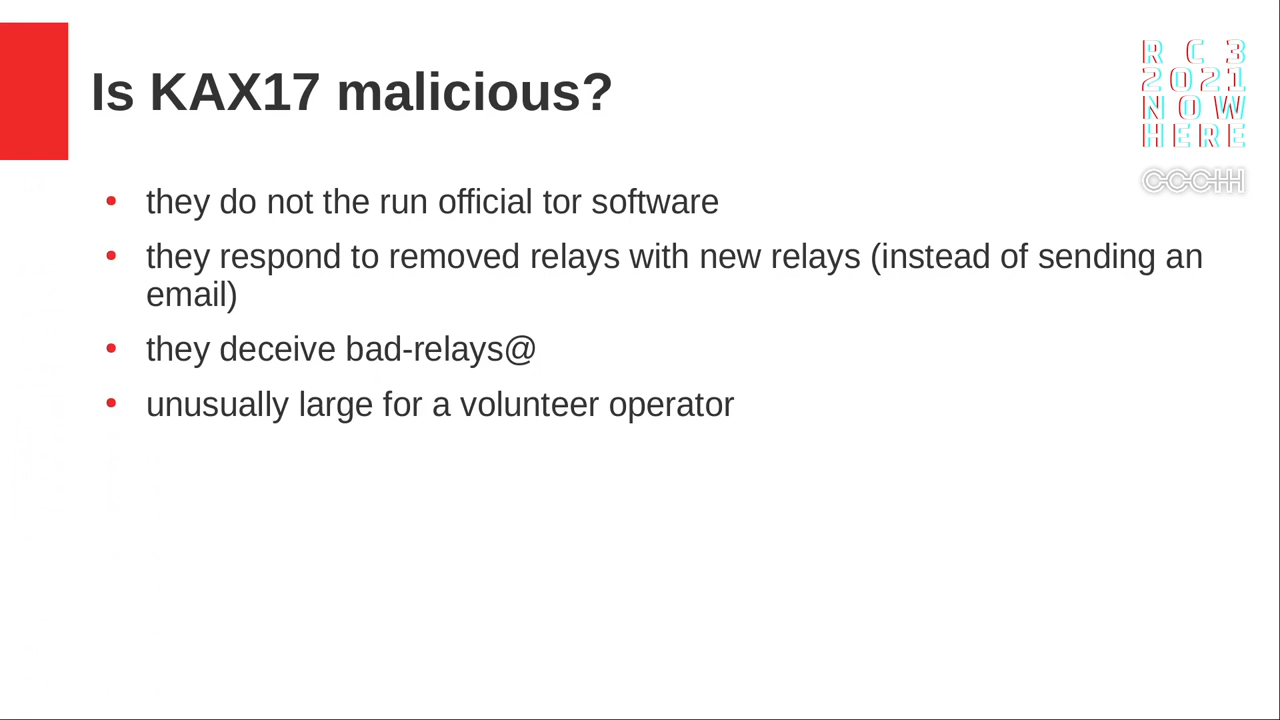 Is KAX17 malicious?
R C 3
2021
NOW
HERE
CCCHH
• they do not the run official tor software
• they respond to removed relays with new relays (instead of sending an
email)
• they deceive bad-relays@
• unusually large for a volunteer operator